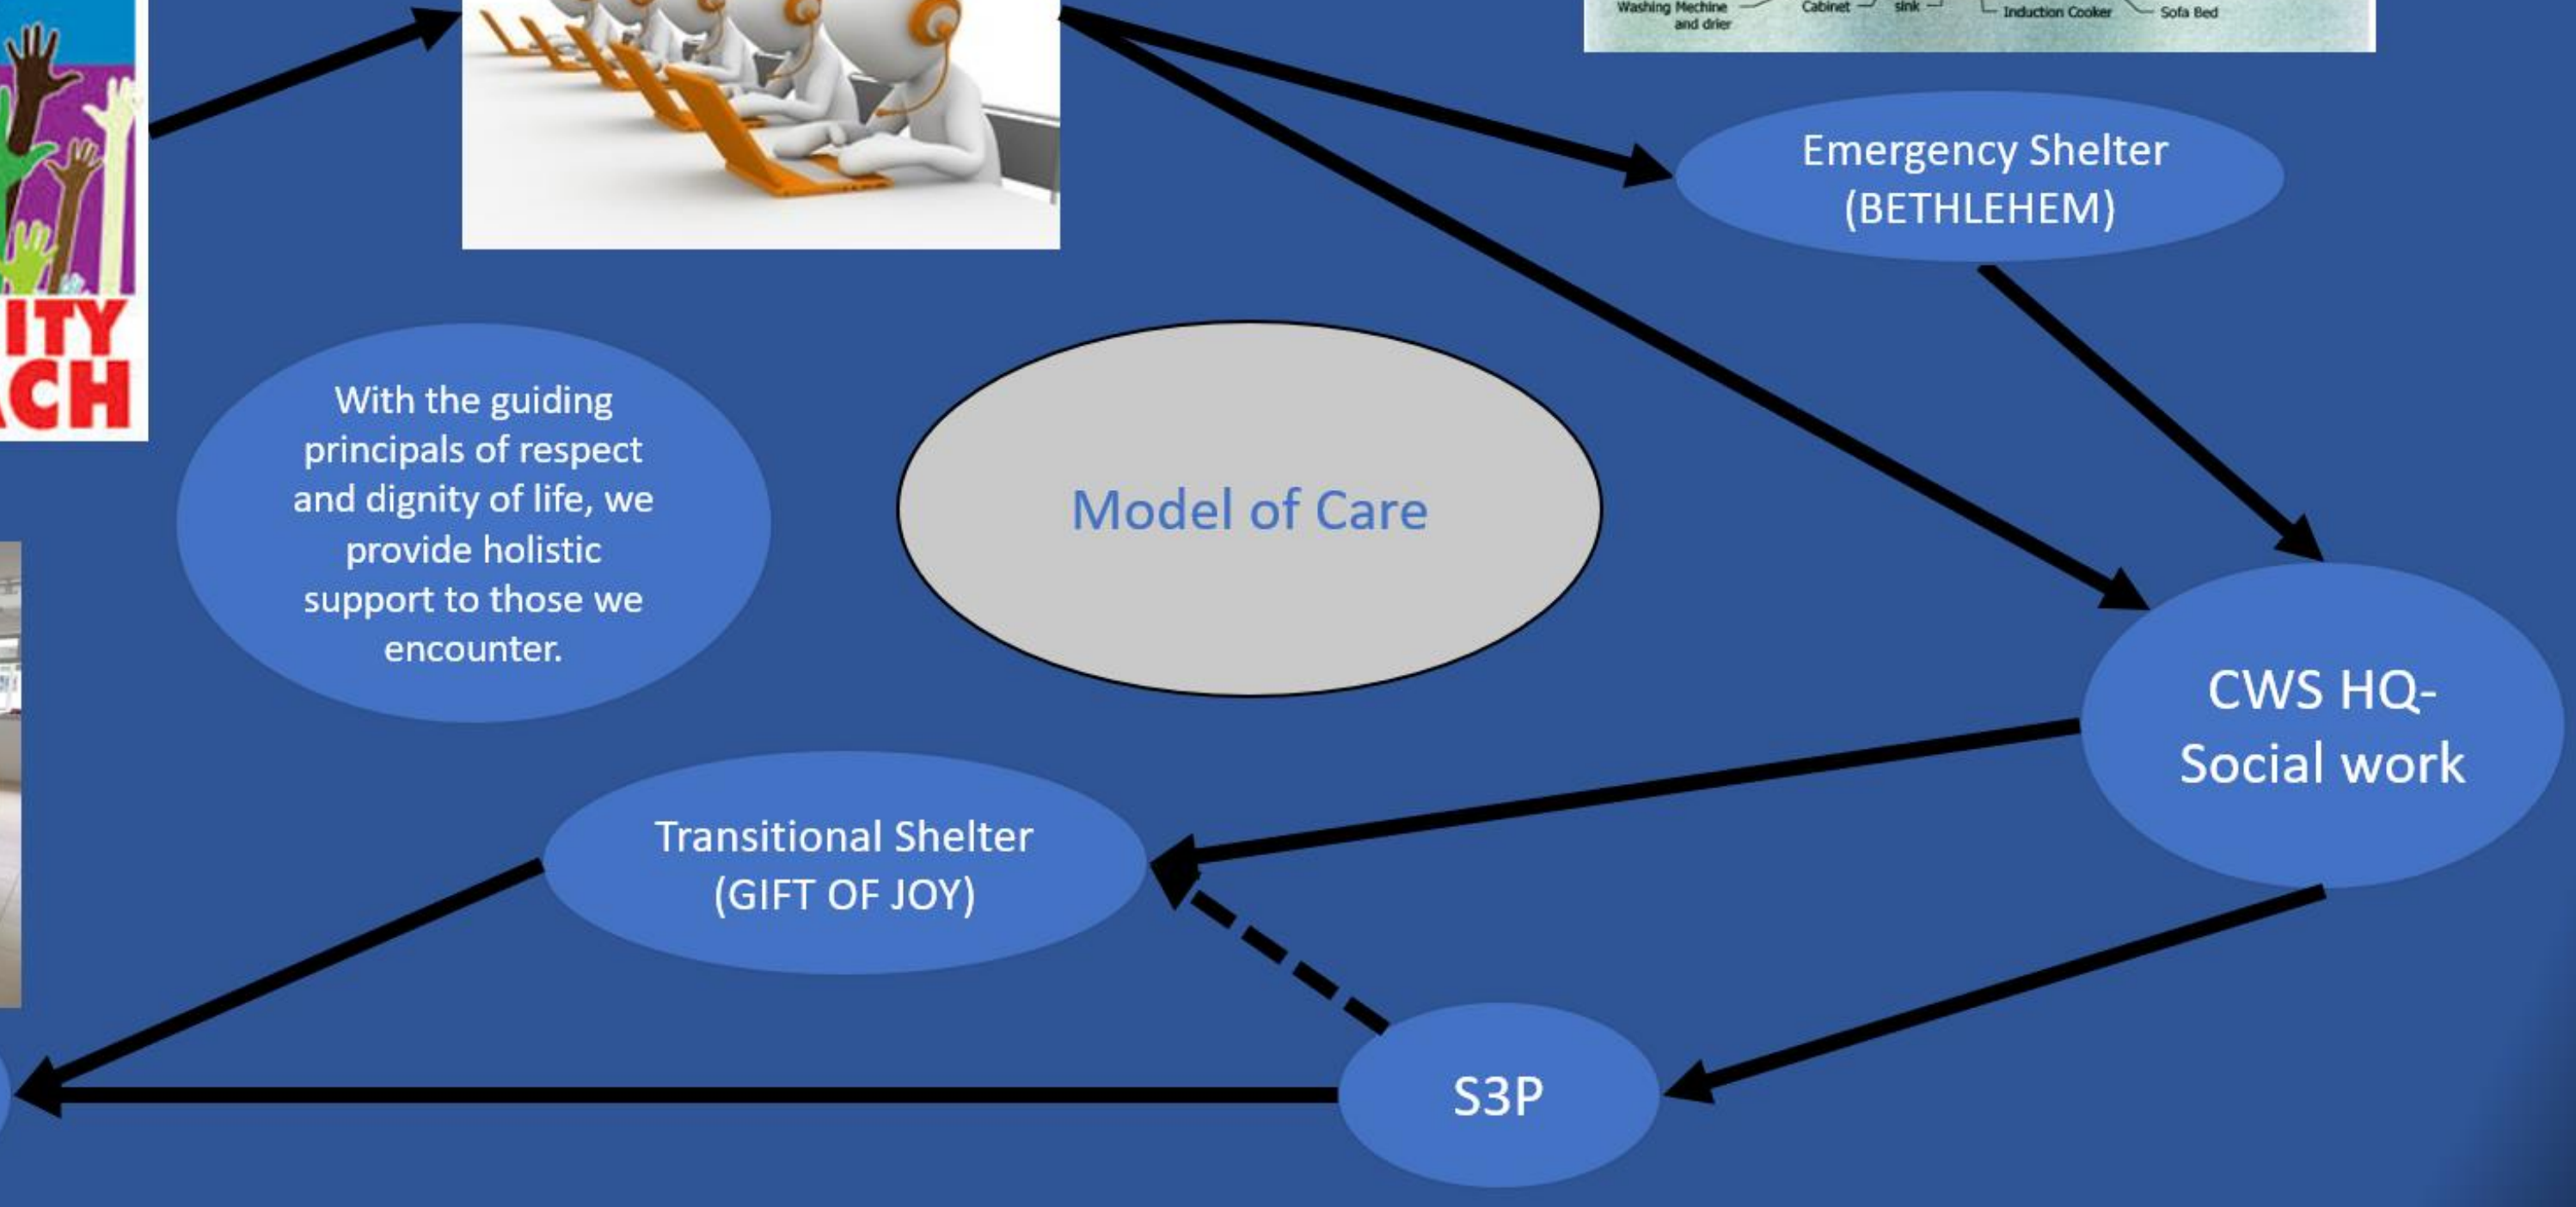 Washing Mechine
and drier
Cabinet
sink
Induction Cooker
Sofa Bed
Emergency Shelter
(BETHLEHEM)
ITY
CH
With the guiding
principals of respect
and dignity of life, we
provide holistic
support to those we
encounter.
Model of Care
CWS HQ-
Social work
Transitional Shelter
(GIFT OF JOY)
S3P